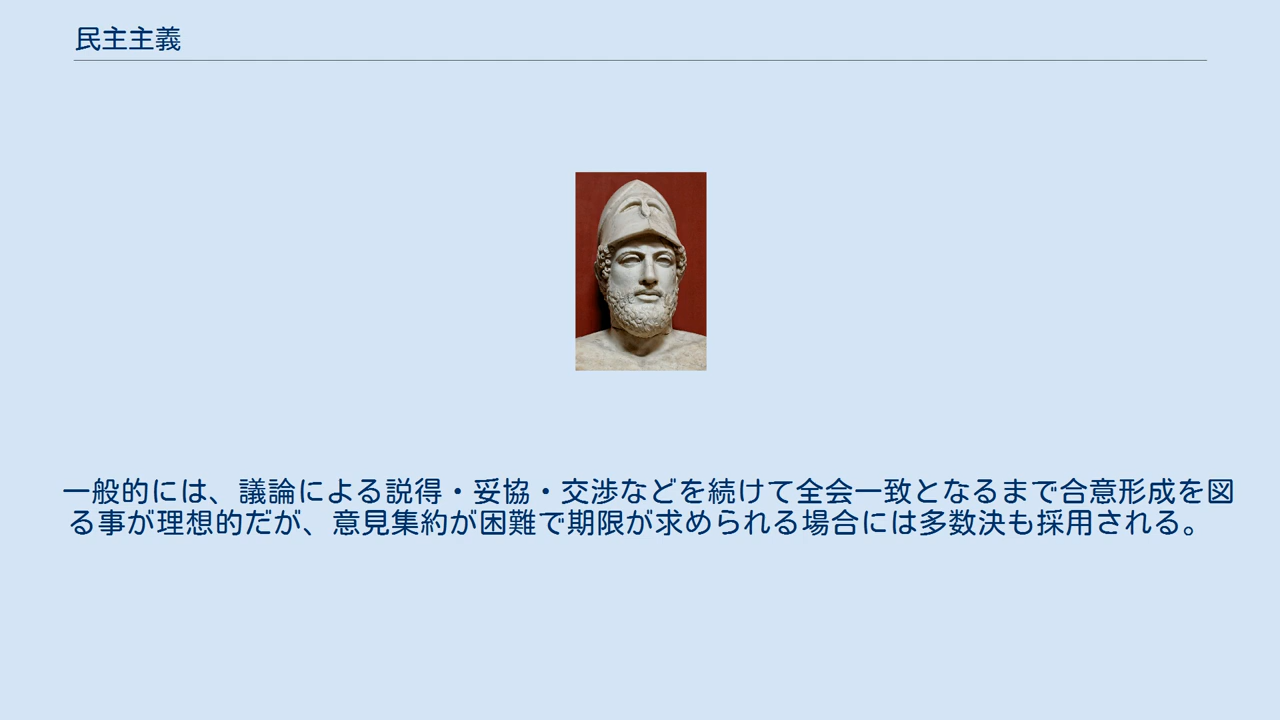 民主主義
一般的には、議論による説得・妥協・交渉などを続けて全会一致となるまで合意形成を図
る事が理想的だが、意見集約が困難で期限が求められる場合には多数決も採用される。